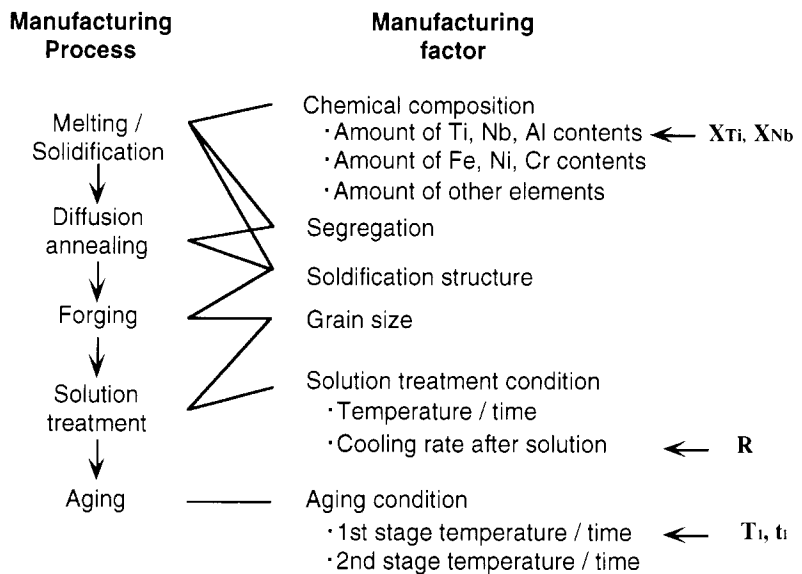 Manufacturing Process
Manufacturing factor
Melting / Solidification
Diffusion annealing
Forging
Solution treatment
Aging
Chemical composition
·Amount of Ti, Nb, Al contents
XTi, XNb
·Amount of Fe, Ni, Cr contents
·Amount of other elements
Segregation
Soldification structure
Grain size
Solution treatment condition
·Temperature / time
·Cooling rate after solution
R
Aging condition
·1st stage temperature / time
T1, t1
·2nd stage temperature / time